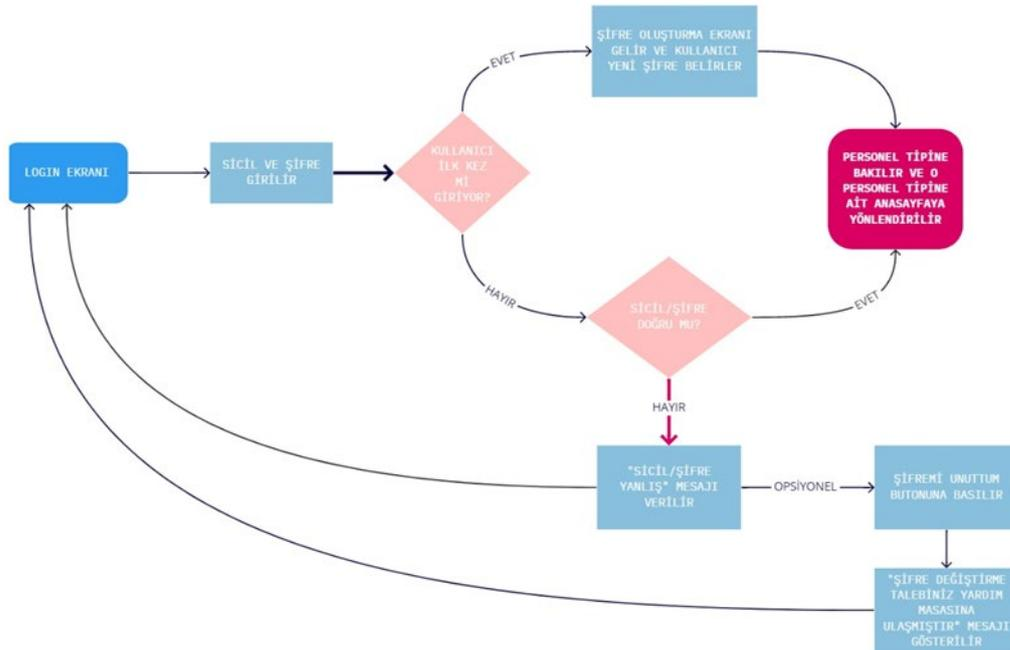 ŞİFRE OLUŞTURMA EKRANI
GELİR VE KULLANICI
YENİ ŞİFRE BELİRLER
EVET
LOGIN EKRANI
SİCİL VE ŞİFRE
GİRİLİR
KULLANICI
İLK KEZ
Mİ
GİRİYOR?
PERSONEL TİPİNE
BAKILIR VE O
PERSONEL TİPİNE
AİT ANASAYFAYA
YÖNLENDİRİLİR
HAYIR
SİCİL/ŞİFRE
DOĞRU MU?
EVET
HAYIR
"SİCİL/ŞİFRE
YANLIŞ" MESAJI
VERİLİR
OPSİYONEL
ŞİFREMİ UNUTTUM
BUTONUNA BASILIR
"ŞİFRE DEĞİŞTİRME
TALEBİNİZ YARDIM
MASASINA
ULAŞMIŞTIR" MESAJI
GÖSTERİLİR